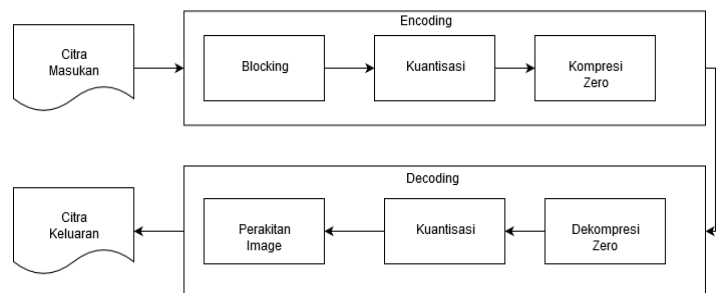 Encoding
Citra
Masukan
Blocking
Kuantisasi
Kompresi
Zero
Decoding
Citra
Keluaran
Perakitan
Image
Kuantisasi
Dekompresi
Zero